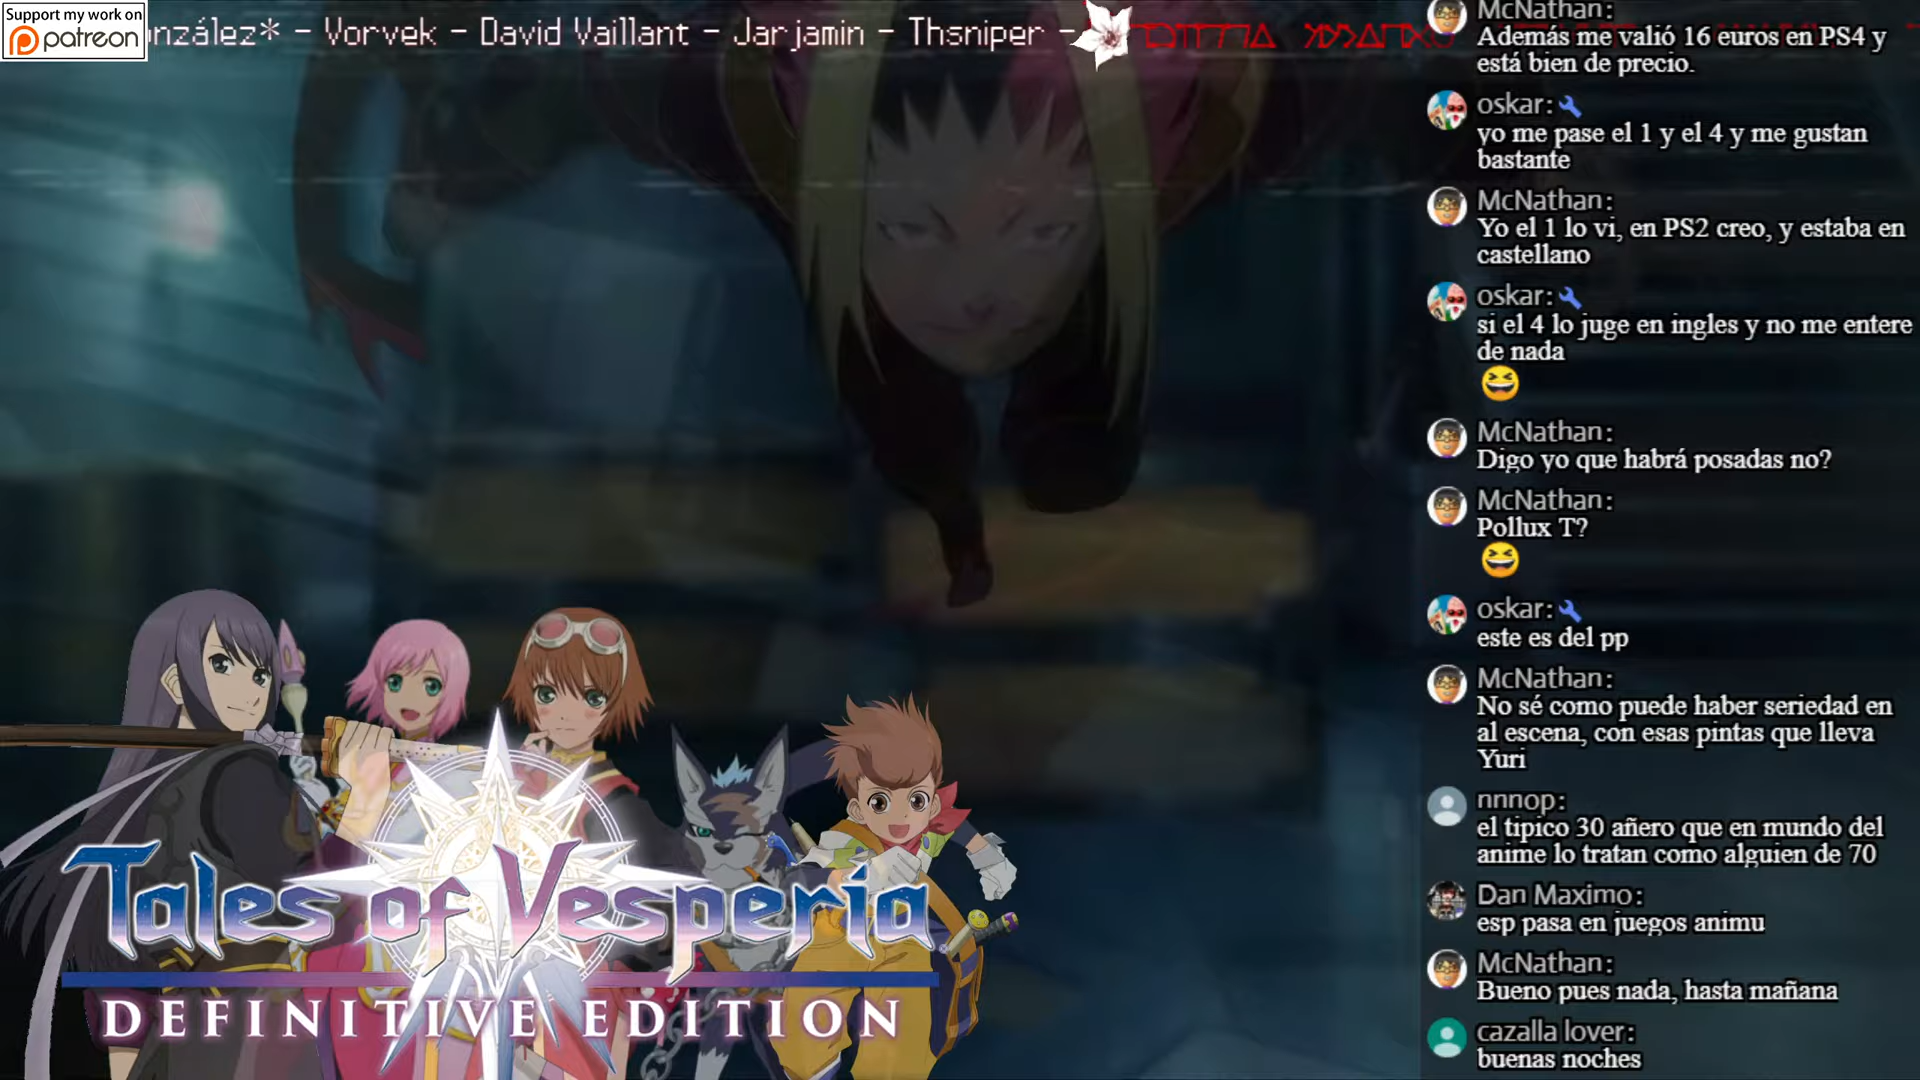 Support my work on
patreon
onzález* - Vorvek - David Vaillant - Jarjamin - Thsniper -
McNathan:
Además me valió 16 euros en PS4 y
está bien de precio.
oskar:
yo me pase el 1 y el 4 y me gustan
bastante
McNathan:
Yo el 1 lo vi, en PS2 creo, y estaba en
castellano
oskar:
si el 4 lo juge en ingles y no me entere
de nada
McNathan:
Digo yo que habrá posadas no?
McNathan:
Pollux T?
oskar:
este es del pp
McNathan:
No sé como puede haber seriedad en
al escena, con esas pintas que lleva
Yuri
nnnop:
el tipico 30 añero que en mundo del
anime lo tratan como alguien de 70
Dan Maximo:
esp pasa en juegos animu
McNathan:
Bueno pues nada, hasta mañana
cazalla lover:
buenas noches
Tales of Vesperia
DEFINITIVE EDITION